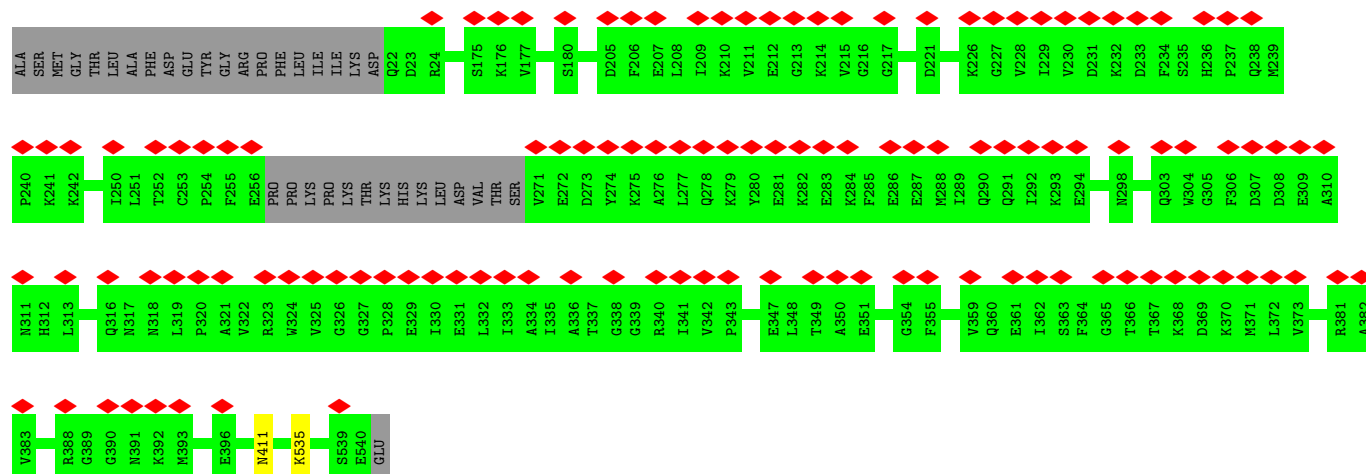 ALA SER MET GLY THR LEU ALA PHE ASP GLU TYR GLY ARG PRO PHE LEU ILE ILE LYS ASP Q22 D23 R24 S175 K176 V177 S180 D205 F206 E207 L208 I209 K210 V211 E212 G213 K214 V215 G216 G217 D221 K226 G227 V228 I229 V230 D231 K232 D233 F234 S235 H236 P237 Q238 M239
P240 K241 K242 I250 L251 T252 C253 P254 F255 E256 PRO PRO LYS PRO LYS THR LYS HIS LYS LEU ASP VAL THR SER V271 E272 D273 Y274 K275 A276 L277 Q278 K279 Y280 E281 K282 E283 K284 F285 E286 E287 M288 I289 Q290 Q291 I292 K293 E294 N298 Q303 W304 G305 F306 D307 D308 E309 A310
N311 H312 L313 Q316 N317 N318 L319 P320 A321 V322 R323 W324 V325 G326 G327 P328 E329 I330 E331 L332 I333 A334 I335 A336 T337 G338 G339 R340 I341 V342 P343 E347 L348 T349 A350 E351 G354 F355 V359 Q360 E361 I362 S363 F364 G365 T366 T367 K368 D369 K370 M371 L372 V373 R381 A382
V383 R388 G389 G390 N391 K392 M393 E396 N411 K535 S539 E540 GLU